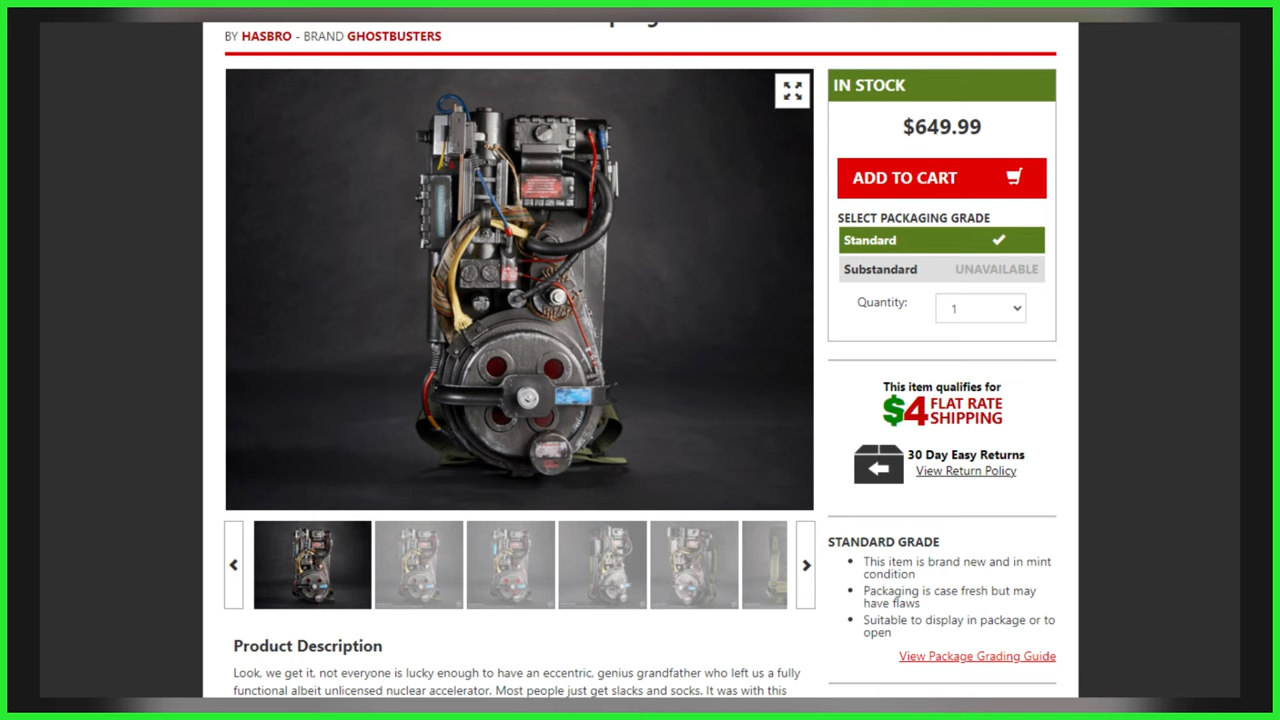 BY HASBRO - BRAND GHOSTBUSTERS
IN STOCK
$649.99
ADD TO CART
SELECT PACKAGING GRADE
Standard
Substandard UNAVAILABLE
Quantity: 1
This item qualifies for
$4 FLAT RATE SHIPPING
30 Day Easy Returns
View Return Policy
STANDARD GRADE
This item is brand new and in mint
condition
Packaging is case fresh but may
have flaws
Suitable to display in package or to
open
View Package Grading Guide
Product Description
Look, we get it, not everyone is lucky enough to have an eccentric, genius grandfather who left us a fully
functional albeit unlicensed nuclear accelerator. Most people just get slacks and socks. It was with this